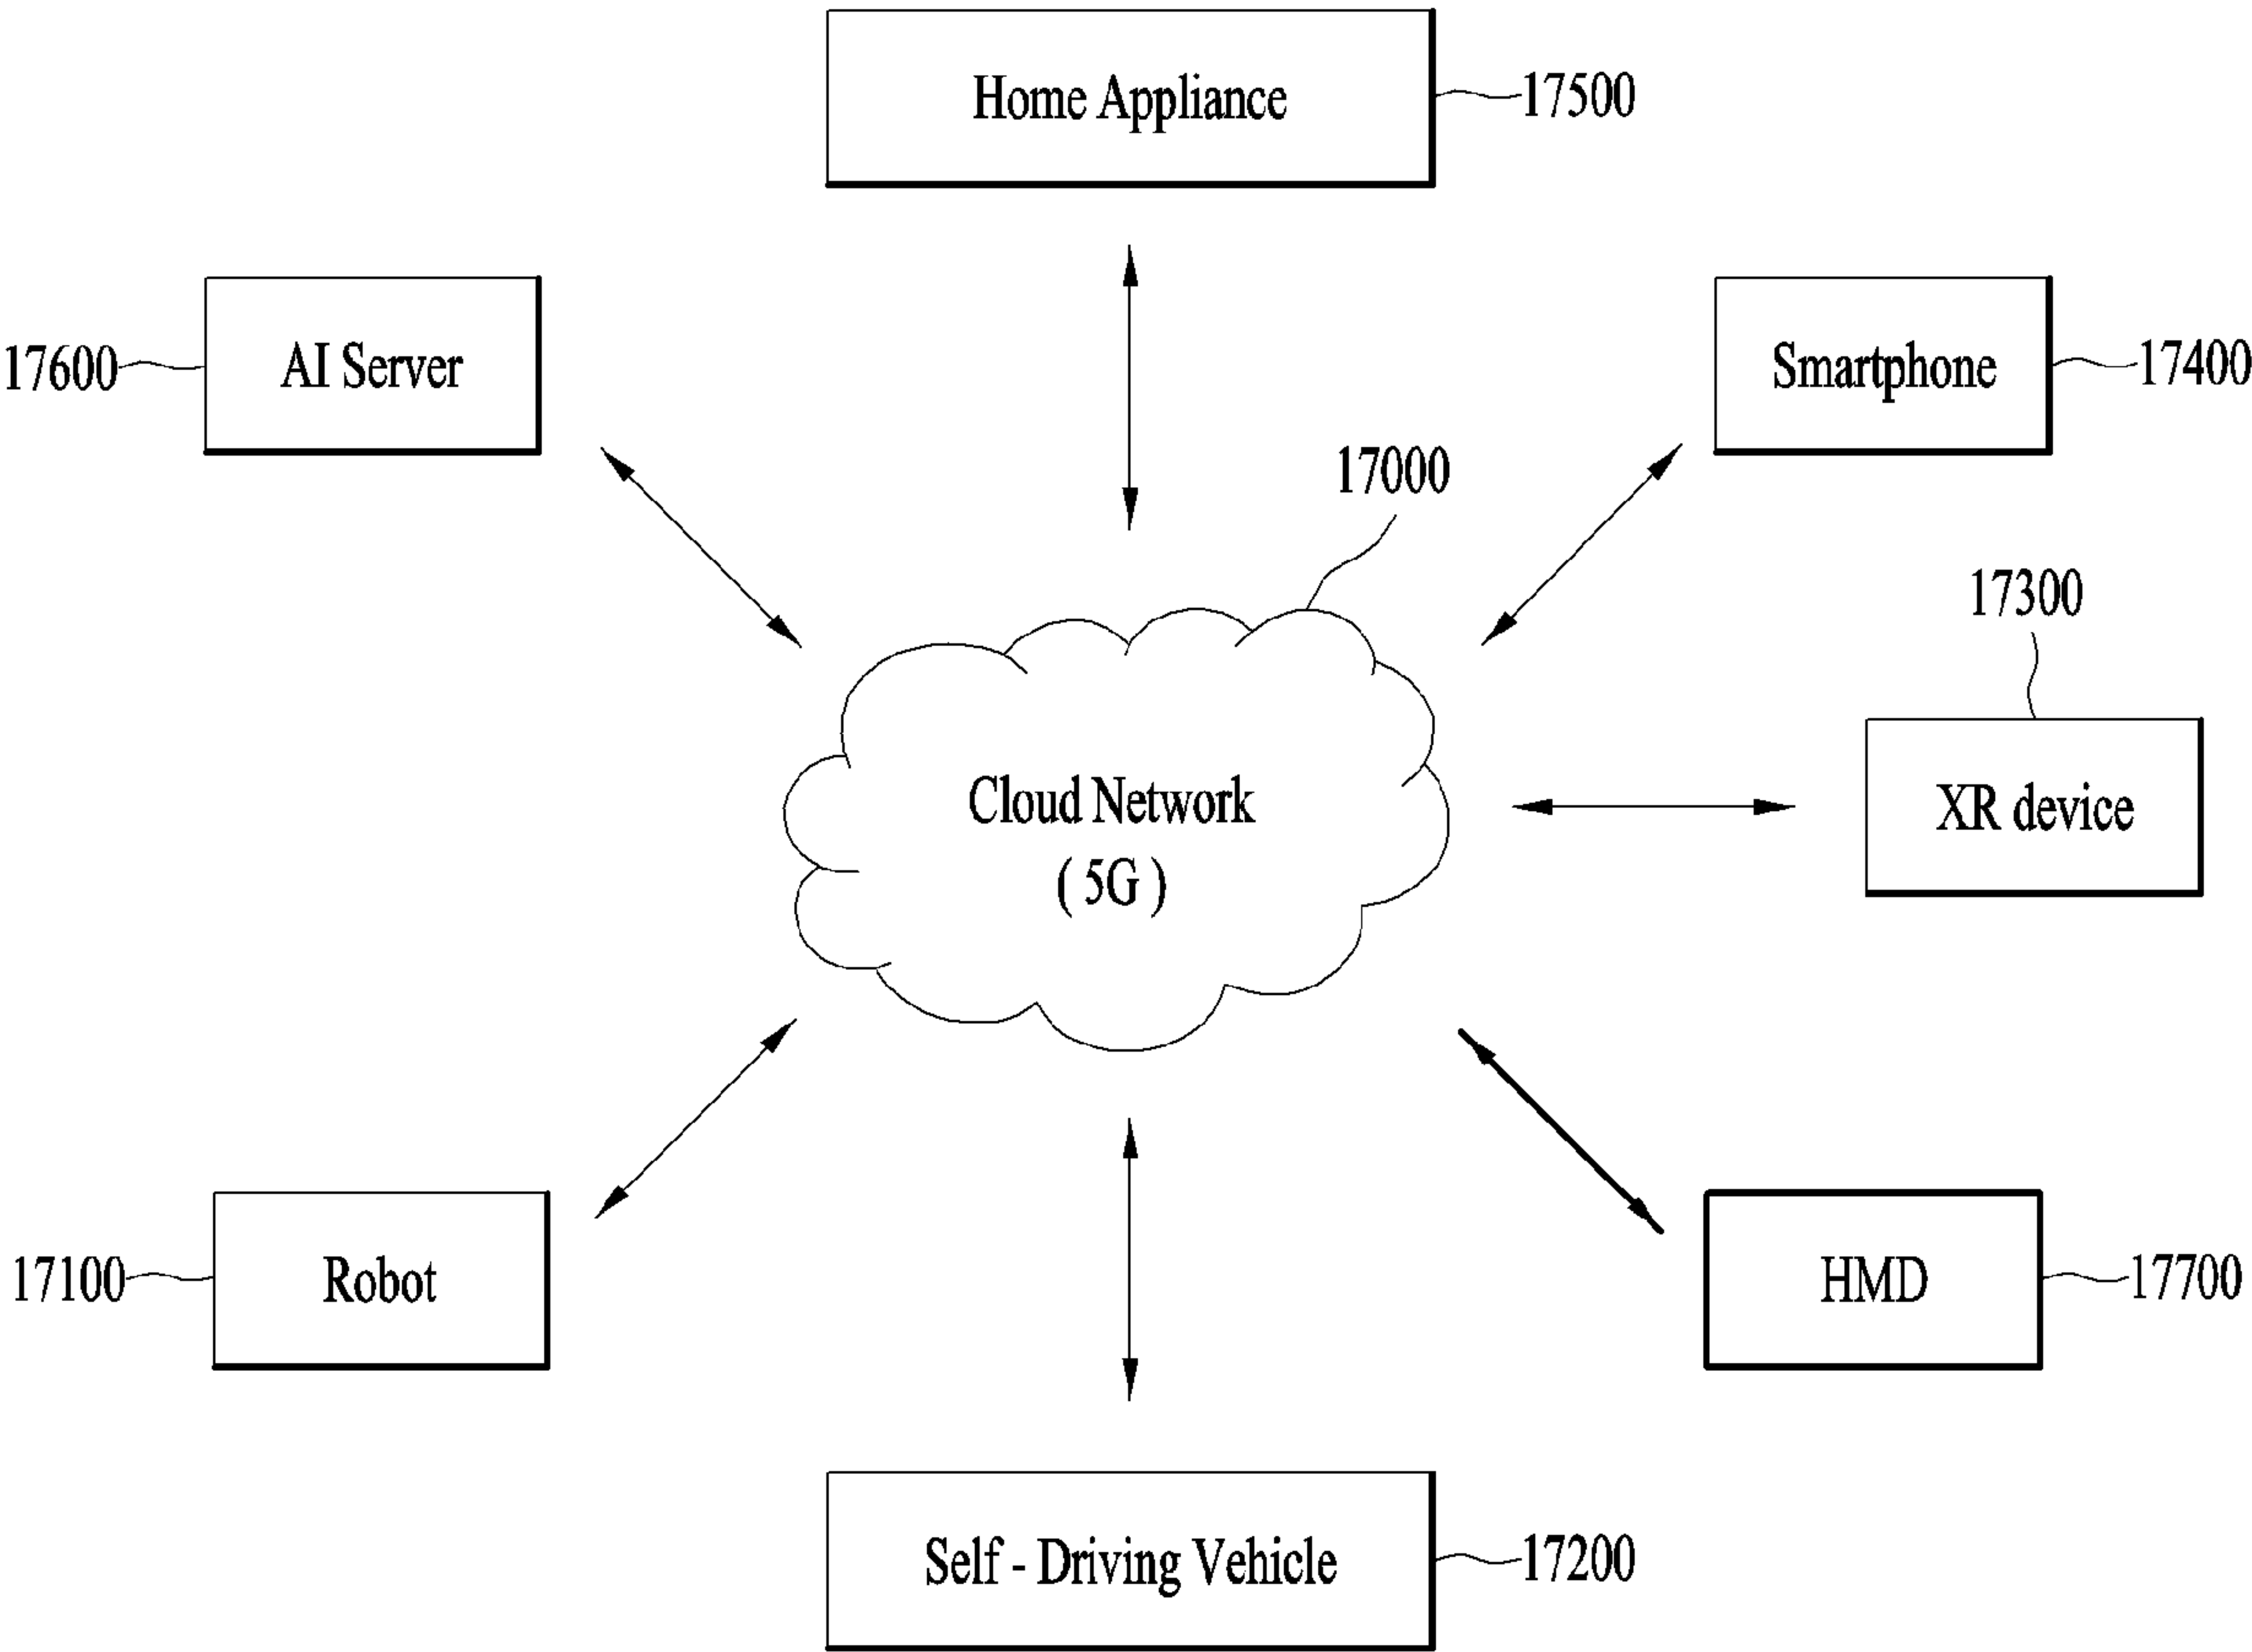 Home Appliance
17500
17600
AI Server
Smartphone
17400
17000
17300
Cloud Network
( 5G )
XR device
17100
Robot
HMD
17700
Self - Driving Vehicle
17200